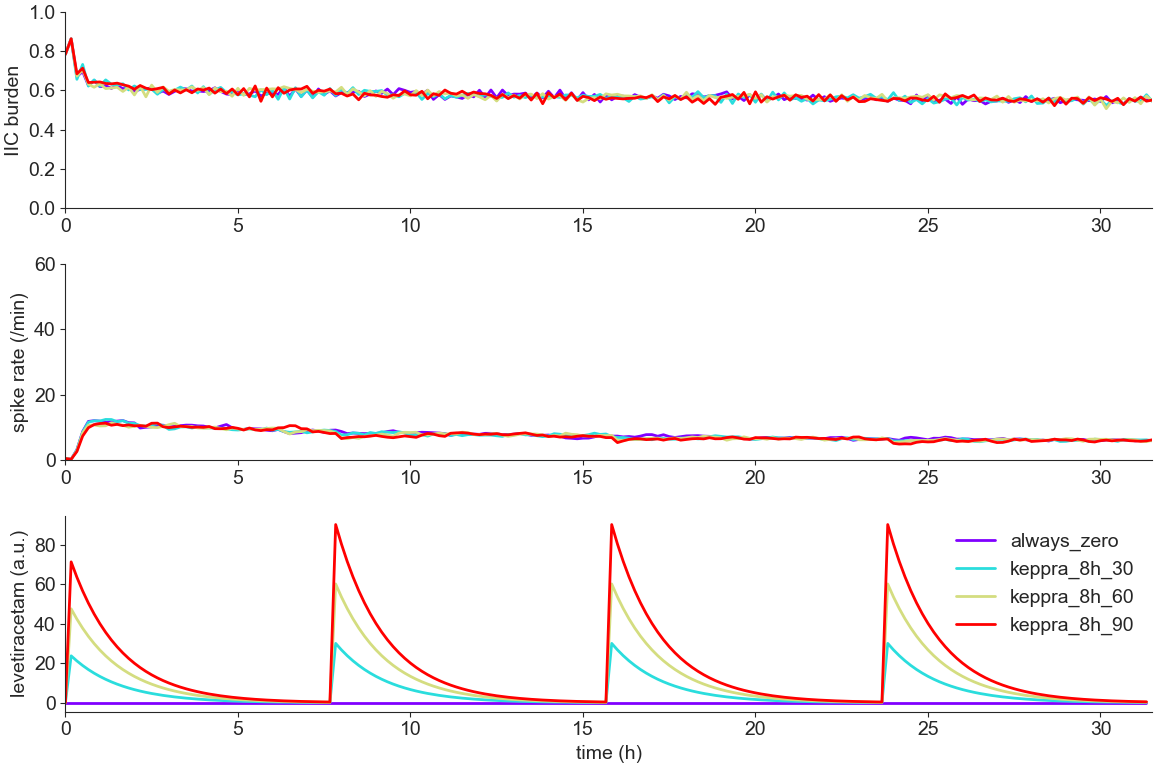 1.0
0.8
0.6
0.4
0.2
0.0
IIC burden
0 5 10 15 20 25 30
60
40
20
0
spike rate (/min)
0 5 10 15 20 25 30
80
60
40
20
0
levetiracetam (a.u.)
always_zero
keppra_8h_30
keppra_8h_60
keppra_8h_90
0 5 10 15 20 25 30
time (h)